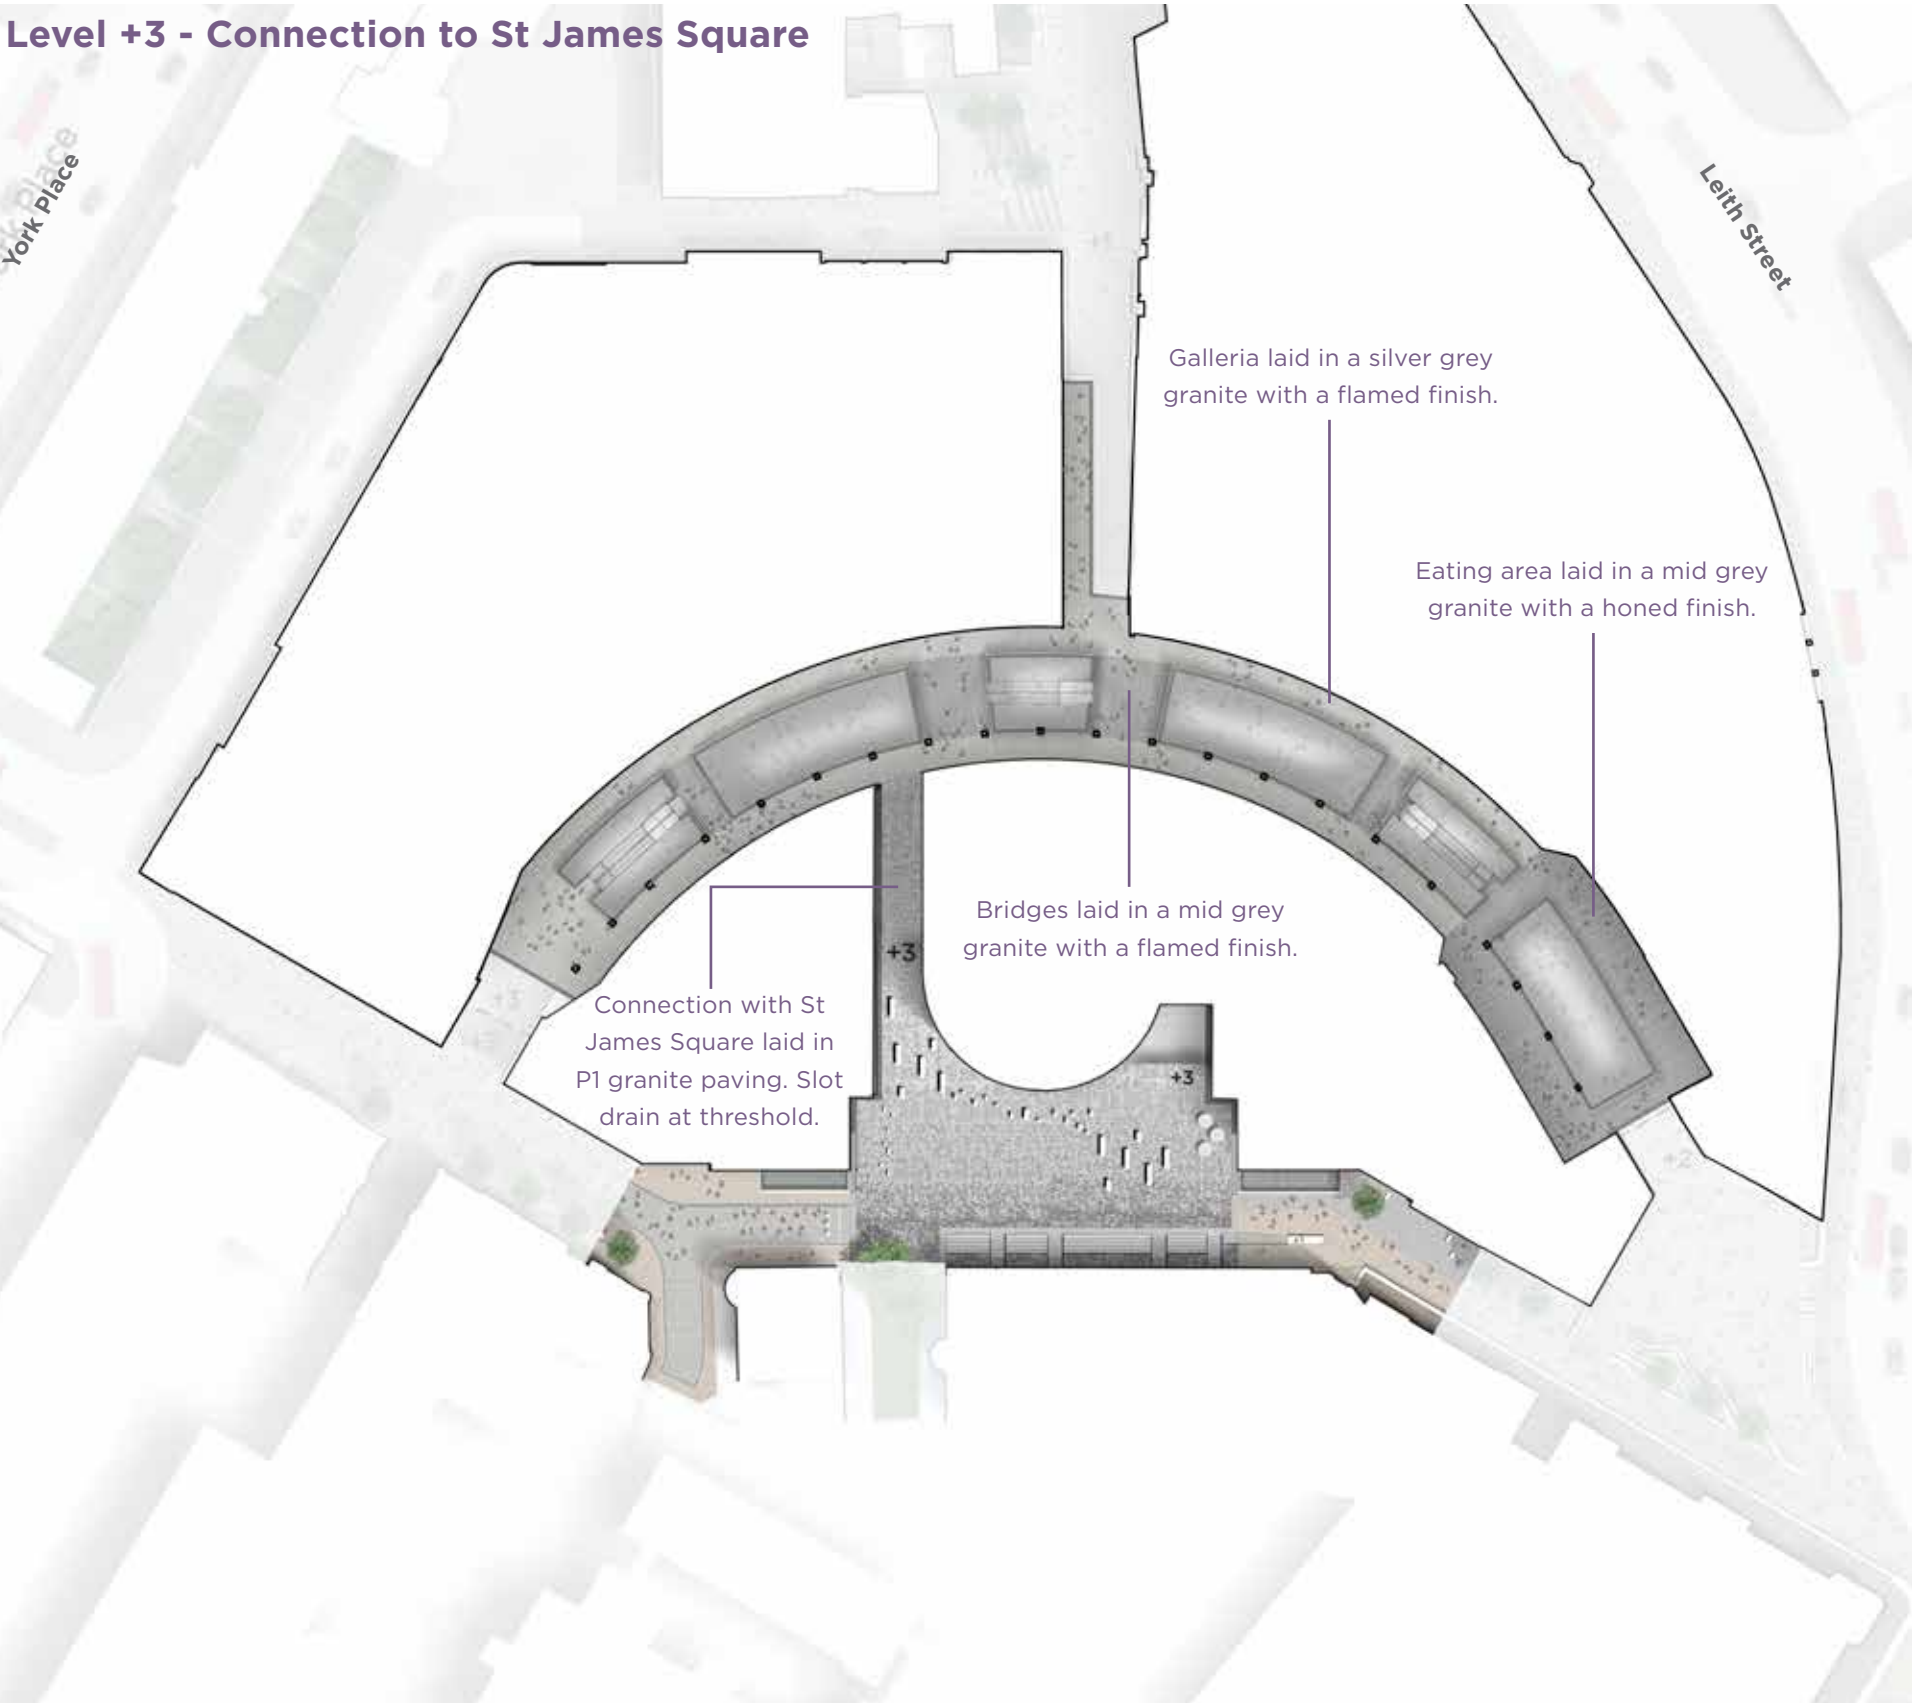 Level +3 - Connection to St James Square
York Place
Leith Street
Galleria laid in a silver grey
granite with a flamed finish.
Eating area laid in a mid grey
granite with a honed finish.
Bridges laid in a mid grey
granite with a flamed finish.
+3
Connection with St
James Square laid in
P1 granite paving. Slot
drain at threshold.
+3
+3
+2